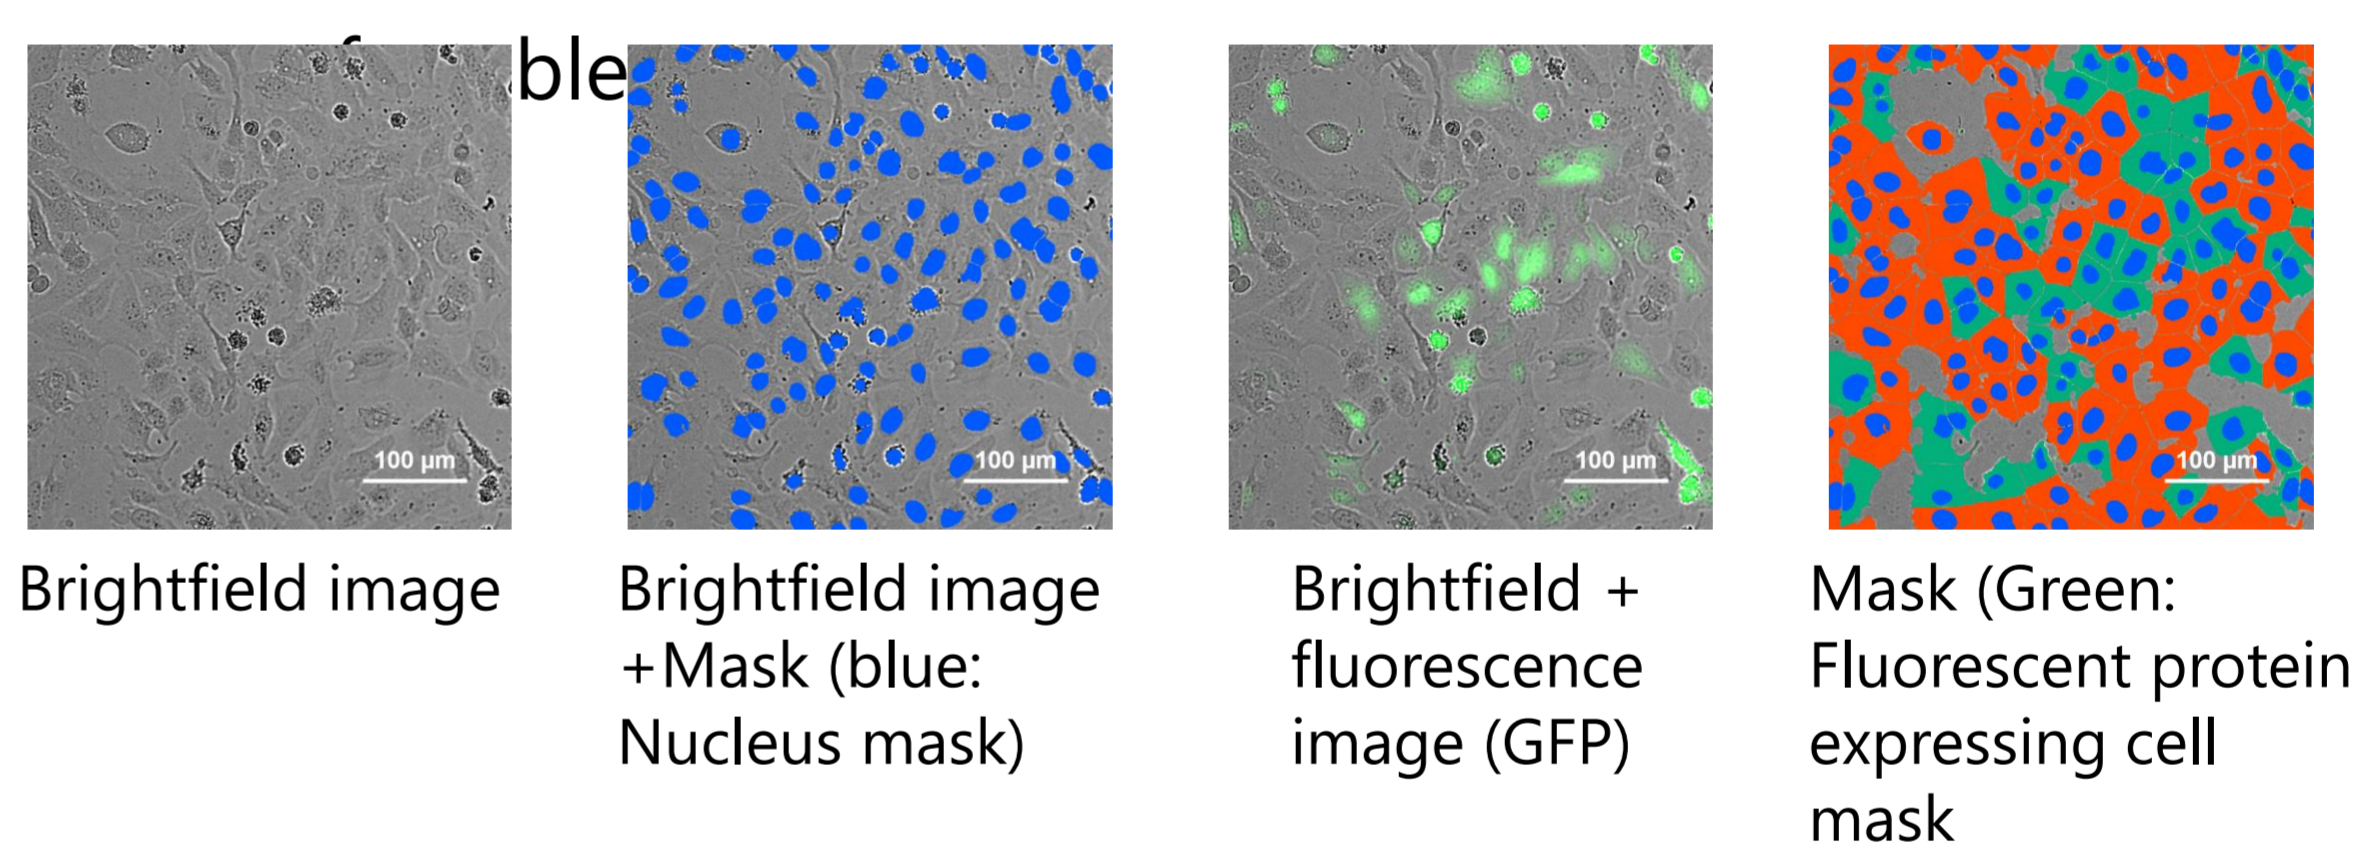 ble
100 µm
100 µm
100 µm
100 µm
Brightfield image
Brightfield image
+Mask (blue:
Nucleus mask)
Brightfield +
fluorescence
image (GFP)
Mask (Green:
Fluorescent protein
expressing cell
mask